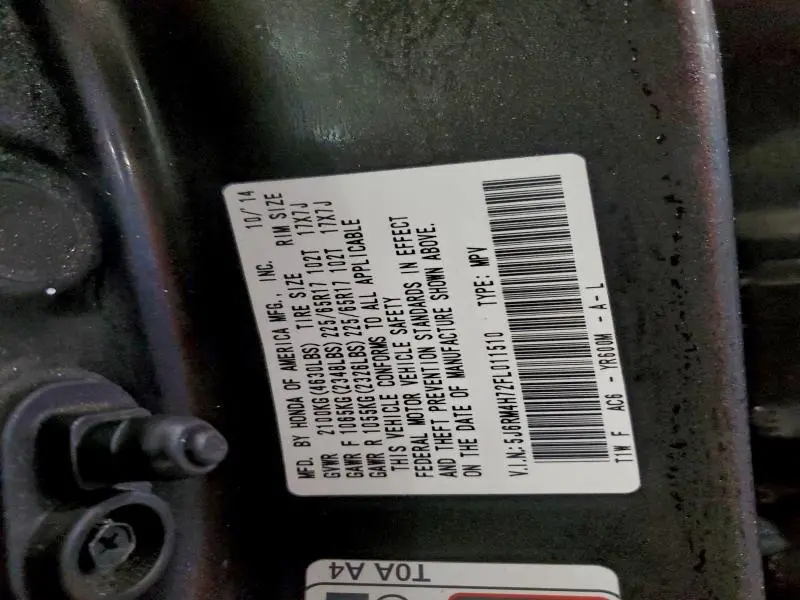 MFD. BY HONDA OF AMERICA MFG., INC. 10/14
GVWR 2100KG(4630LBS) TIRE SIZE RIM SIZE
GAWR F 1065KG(2348LBS) 225/65R17 102T 17X7J
GAWR R 1055KG(2326LBS) 225/65R17 102T 17X7J
THIS VEHICLE CONFORMS TO ALL APPLICABLE
FEDERAL MOTOR VEHICLE SAFETY
AND THEFT PREVENTION STANDARDS IN EFFECT
ON THE DATE OF MANUFACTURE SHOWN ABOVE.
V.I.N:5J6RM4H72FL011510 TYPE: MPV
T1W F AC6 - YR600M - A - L
T0A A4